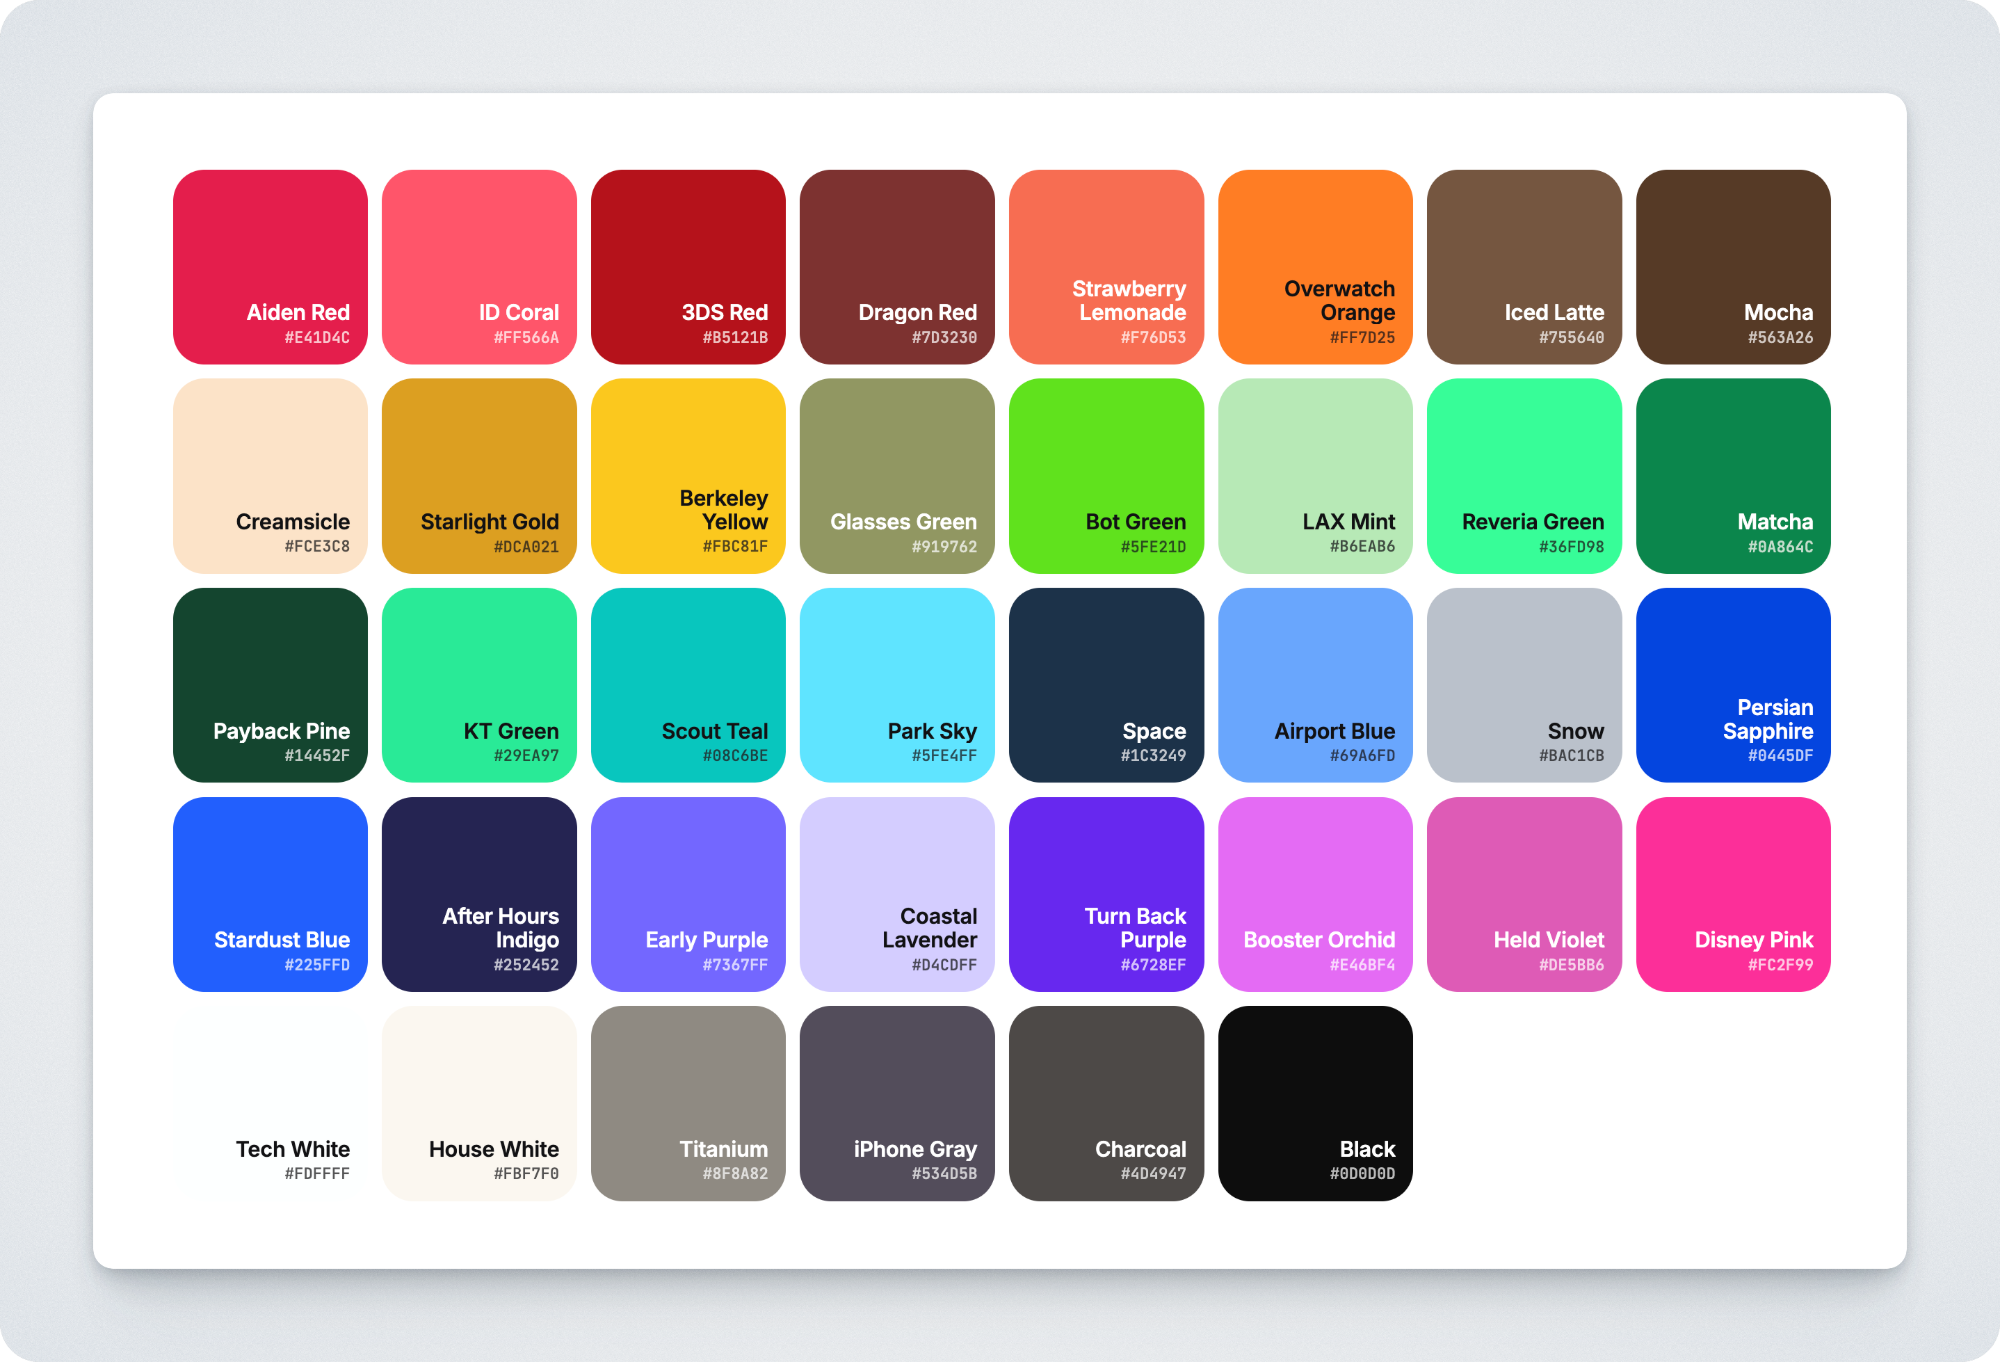 Aiden Red
#E41D4C
ID Coral
#FF566A
3DS Red
#B5121B
Dragon Red
#7D3230
Strawberry
Lemonade
#F76D53
Overwatch
Orange
#FF7D25
Iced Latte
#755640
Mocha
#563A26
Creamsicle
#FCE3C8
Starlight Gold
#DCA021
Berkeley
Yellow
#FBC81F
Glasses Green
#919762
Bot Green
#5FE21D
LAX Mint
#B6EAB6
Reveria Green
#36FD98
Matcha
#0A864C
Payback Pine
#14452F
KT Green
#29EA97
Scout Teal
#08C6BE
Park Sky
#5FE4FF
Space
#1C3249
Airport Blue
#69A6FD
Snow
#BAC1CB
Persian
Sapphire
#0445DF
Stardust Blue
#225FFD
After Hours
Indigo
#252452
Early Purple
#7367FF
Coastal
Lavender
#D4CDFF
Turn Back
Purple
#6728EF
Booster Orchid
#E46BF4
Held Violet
#DE5BB6
Disney Pink
#FC2F99
Tech White
#FDFFFF
House White
#FBF7F0
Titanium
#8F8A82
iPhone Gray
#534D5B
Charcoal
#4D4947
Black
#0D0D0D